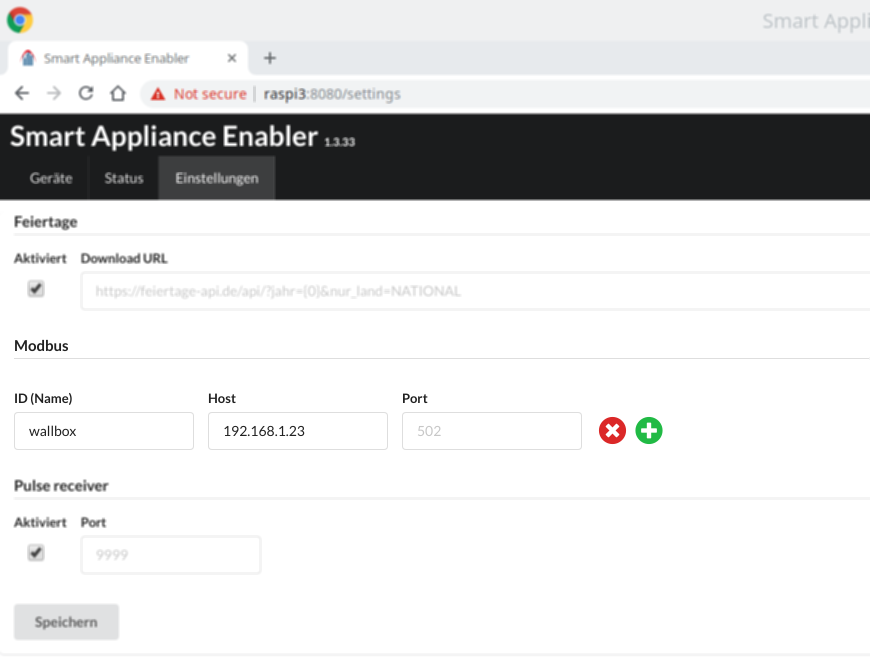 Smart Appli
Smart Appliance Enabler
Not secure | raspi3:8080/settings
Smart Appliance Enabler 1.3.33
Geräte Status Einstellungen
Feiertage
Aktiviert Download URL
https://feiertage-api.de/api/?jahr={0}&nur_land=NATIONAL
Modbus
ID (Name) Host Port
wallbox 192.168.1.23 502
Pulse receiver
Aktiviert Port
9999
Speichern